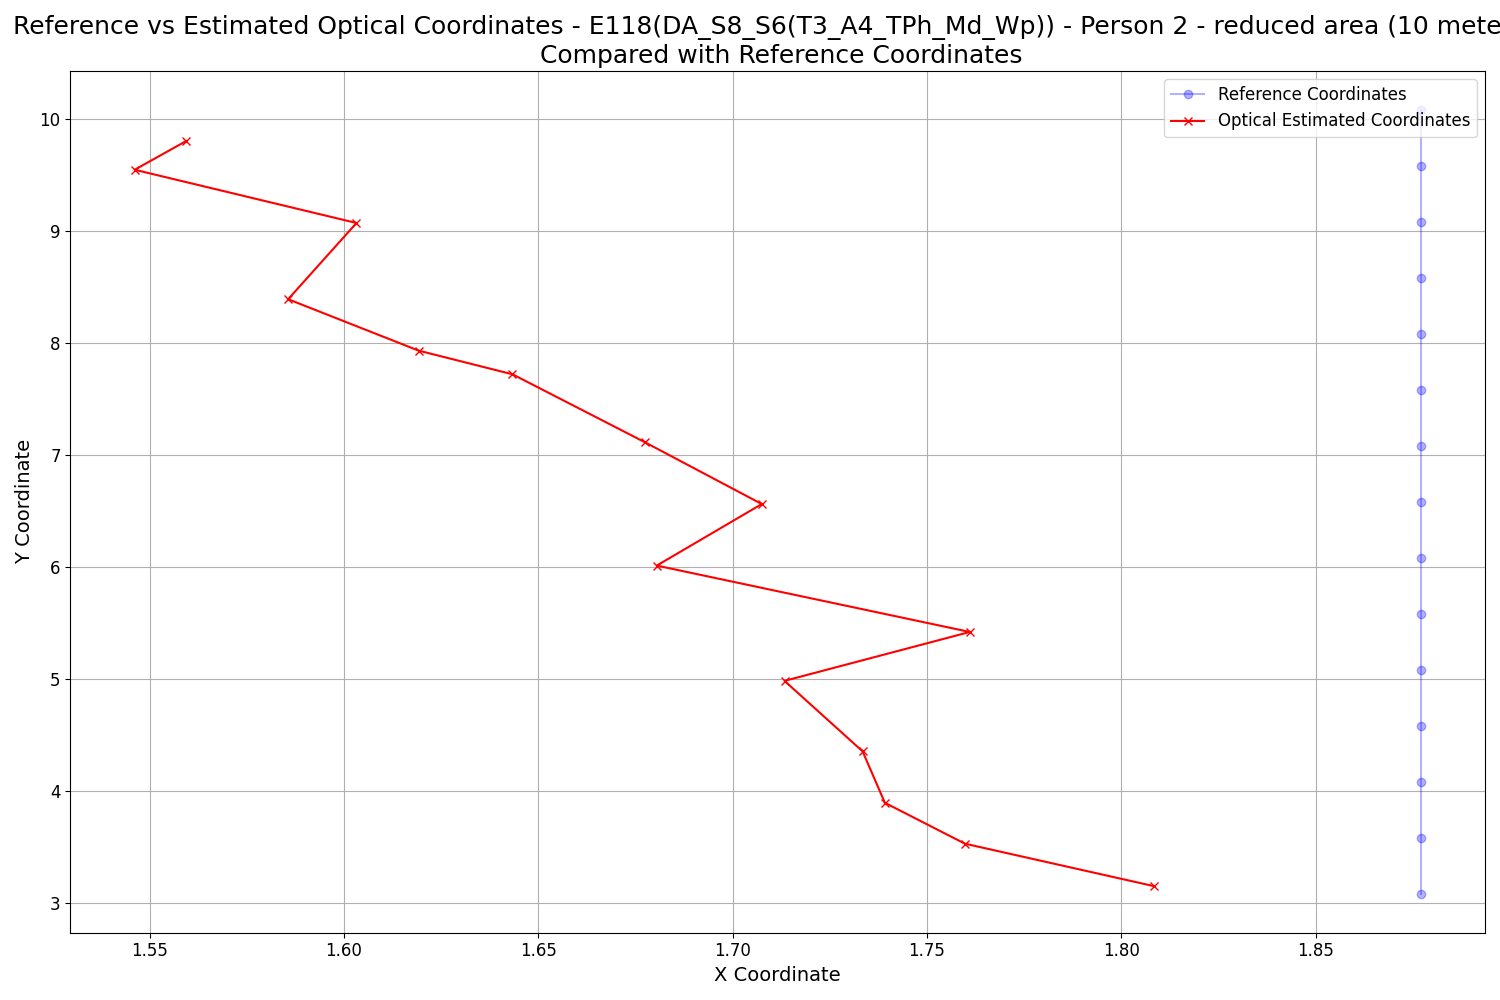 Reference vs Estimated Optical Coordinates - E118(DA_S8_S6(T3_A4_TPh_Md_Wp)) - Person 2 - reduced area (10 mete
Compared with Reference Coordinates
Reference Coordinates
Optical Estimated Coordinates
10
9
8
7
6
5
4
3
Y Coordinate
1.55
1.60
1.65
1.70
1.75
1.80
1.85
X Coordinate